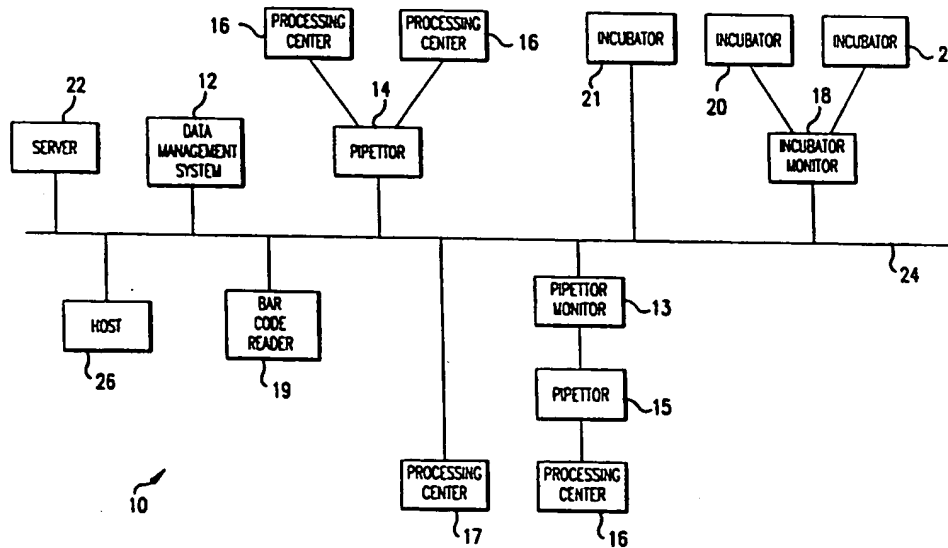 16
PROCESSING
CENTER
PROCESSING
CENTER
16
INCUBATOR
21
INCUBATOR
20
INCUBATOR
2
22
SERVER
12
DATA
MANAGEMENT
SYSTEM
14
PIPETTOR
18
INCUBATOR
MONITOR
24
HOST
26
BAR
CODE
READER
19
PIPETTOR
MONITOR
13
PIPETTOR
15
PROCESSING
CENTER
17
PROCESSING
CENTER
16
10